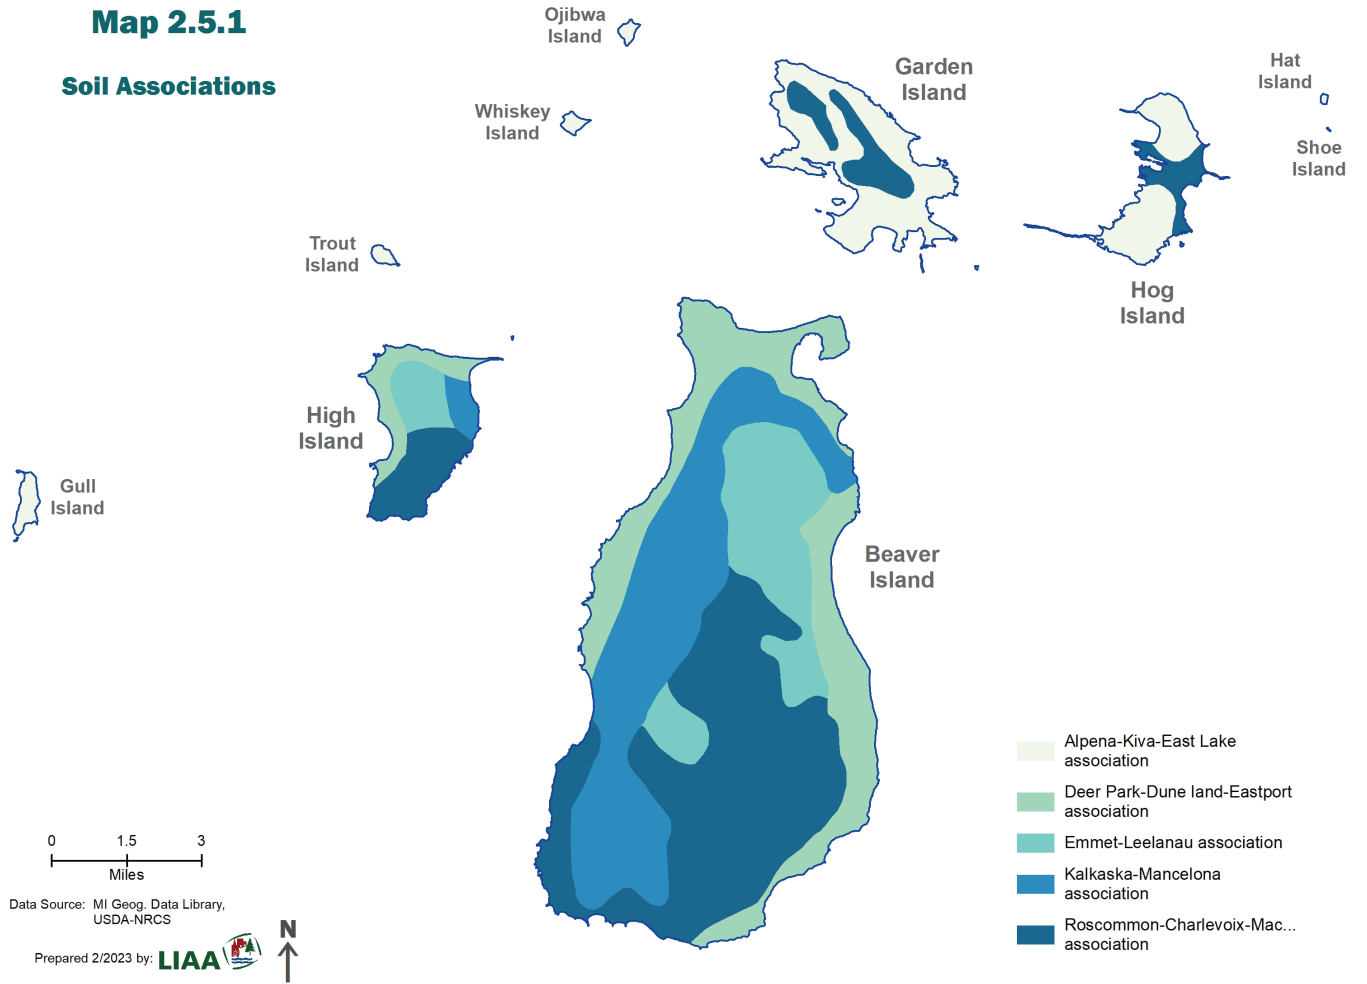 Map 2.5.1
Soil Associations
Ojibwa
Island
Whiskey
Island
Garden
Island
Hat
Island
Shoe
Island
Trout
Island
Hog
Island
High
Island
Gull
Island
Beaver
Island
Alpena-Kiva-East Lake
association
Deer Park-Dune land-Eastport
association
Emmet-Leelanau association
Kalkaska-Mancelona
association
Roscommon-Charlevoix-Mac...
association
0 1.5 3
Miles
Data Source: MI Geog. Data Library,
USDA-NRCS
Prepared 2/2023 by: LIAA
N